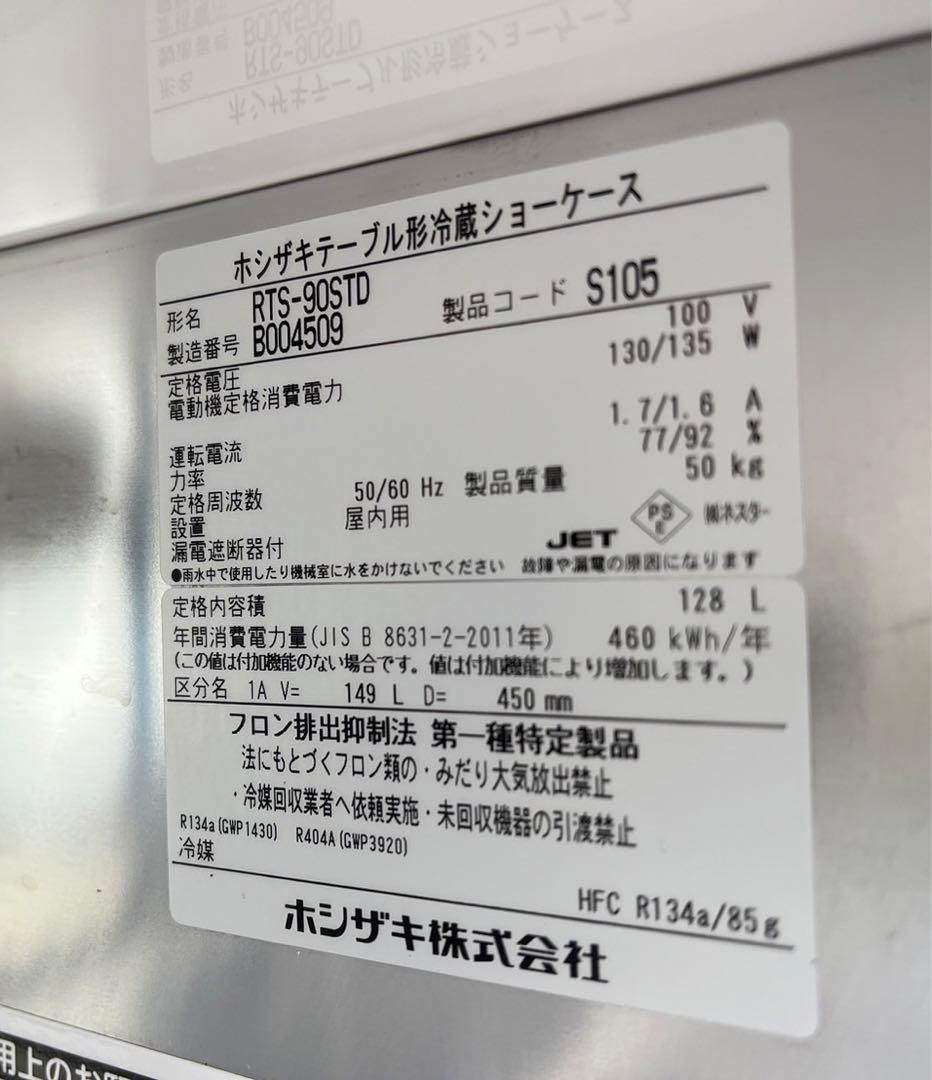 ホシザキテーブル形冷蔵ショーケース
形名 RTS-90STD
製造番号 B004509 製品コード S105
定格電圧 100 V
電動機定格消費電力 130/135 W
運転電流 1.7/1.6 A
力率 77/92 %
定格周波数 50/60 Hz 製品質量 50 kg
設置 屋内用
漏電遮断器付 JET PS E ㈱ネスター
●雨水中で使用したり機械室に水をかけないでください 故障や漏電の原因になります
定格内容積 128 L
年間消費電力量(JIS B 8631-2-2011年) 460 kWh/年
(この値は付加機能のない場合です。値は付加機能により増加します。)
区分名 1A V= 149 L D= 450 mm
フロン排出抑制法 第一種特定製品
法にもとづくフロン類の・みだり大気放出禁止
・冷媒回収業者へ依頼実施・未回収機器の引渡禁止
R134a(GWP1430) R404A(GWP3920)
冷媒 HFC R134a/85g
ホシザキ株式会社
用上のお願